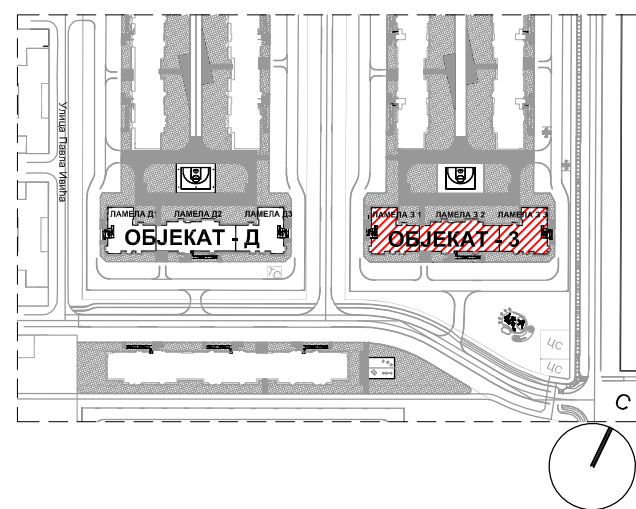 Улица Павла Ивића
ЛАМЕЛА Д1 ЛАМЕЛА Д2 ЛАМЕЛА Д3
ОБЈЕКАТ - Д
ТС
ЛАМЕЛА З 1 ЛАМЕЛА З 2 ЛАМЕЛА З 3
ОБЈЕКАТ - З
ЦС
ЦС
С